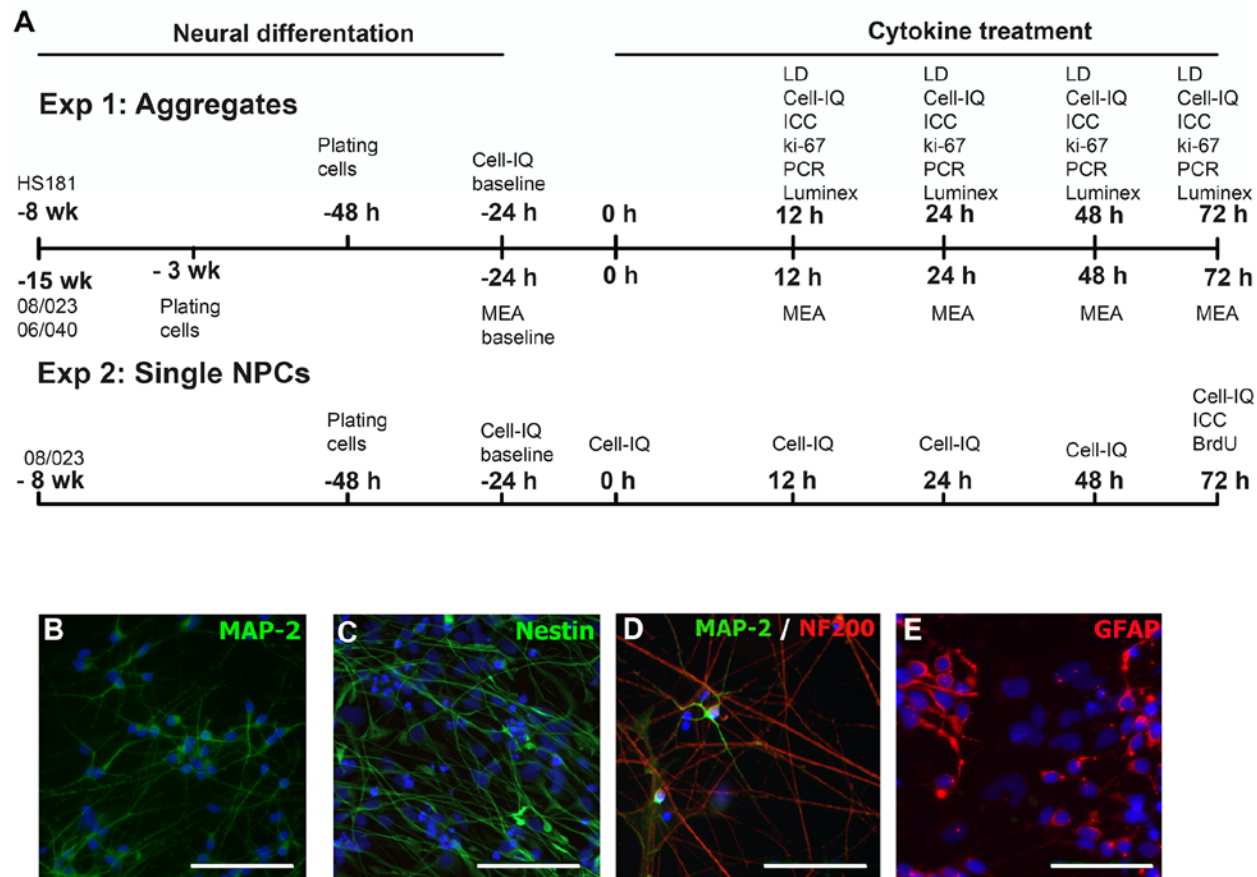 A
Neural differentation
Cytokine treatment
Exp 1: Aggregates
LD LD LD LD
Cell-IQ Cell-IQ Cell-IQ Cell-IQ
ICC ICC ICC ICC
ki-67 ki-67 ki-67 ki-67
PCR PCR PCR PCR
Luminex Luminex Luminex Luminex
Plating
cells
Cell-IQ
baseline
HS181
-8 wk -48 h -24 h 0 h 12 h 24 h 48 h 72 h
-15 wk - 3 wk -24 h 0 h 12 h 24 h 48 h 72 h
08/023
06/040
Plating
cells
MEA
baseline
MEA MEA MEA MEA
Exp 2: Single NPCs
08/023
Plating
cells
Cell-IQ
baseline
Cell-IQ Cell-IQ Cell-IQ Cell-IQ
Cell-IQ
ICC
BrdU
- 8 wk -48 h -24 h 0 h 12 h 24 h 48 h 72 h
B MAP-2
C Nestin
D MAP-2 / NF200
E GFAP